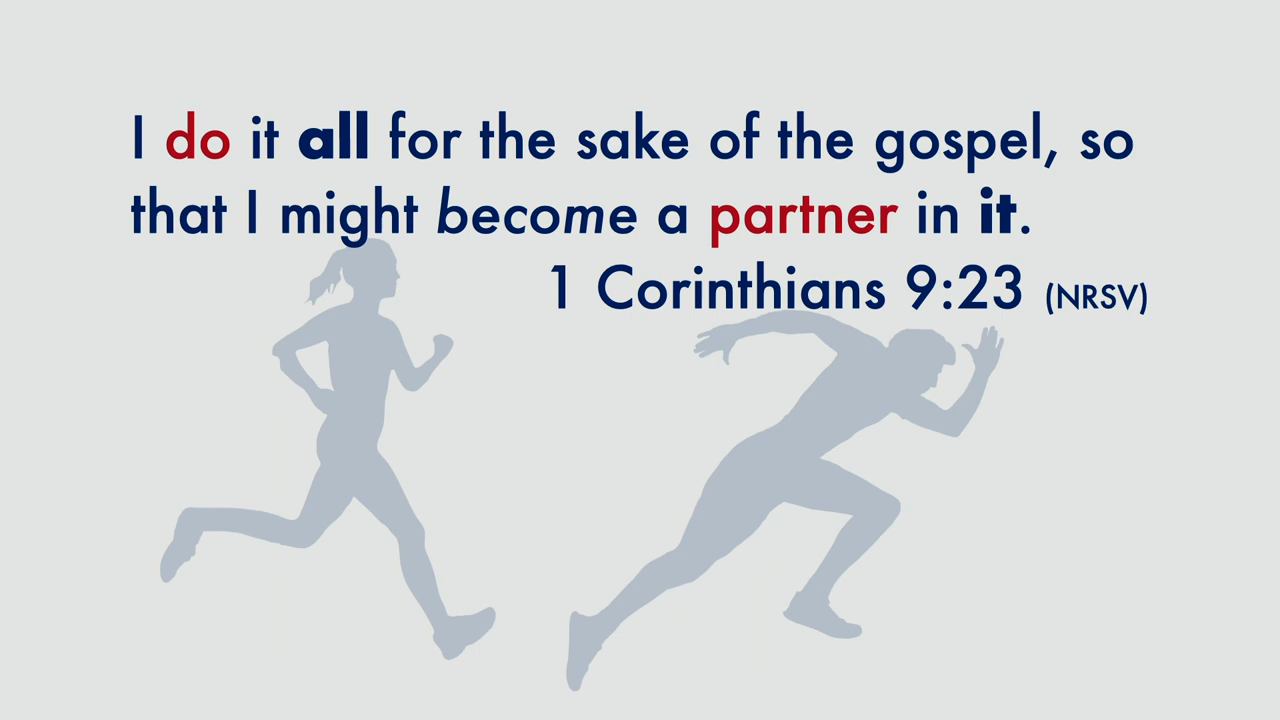 I do it all for the sake of the gospel, so
that I might become a partner in it.
1 Corinthians 9:23 (NRSV)